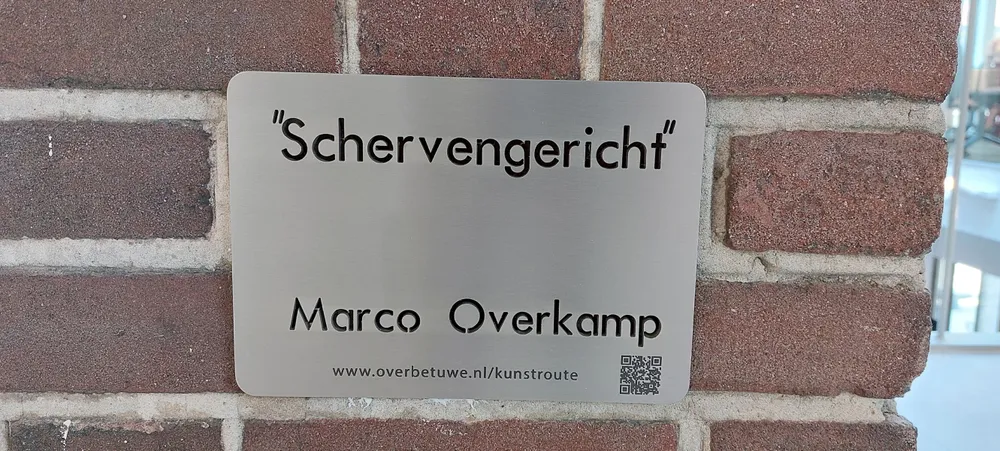 "Schervengericht"
Marco Overkamp
www.overbetuwe.nl/kunstroute